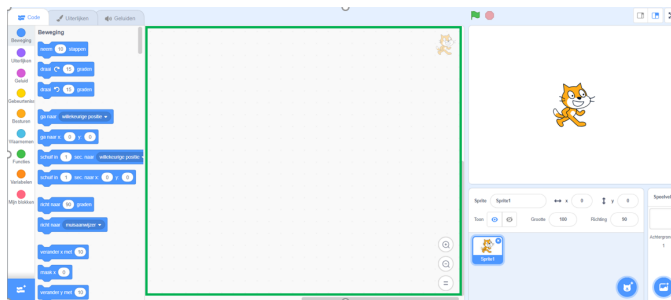 Code
Uiterlijken
Geluiden
Beweging
Beweging
Uiterlijken
Geluid
Gebeurtenis
Besturen
Waarnemen
Functies
Variabelen
Mijn blokken
neem 10 stappen
draai 15 graden
draai 15 graden
ga naar willekeurige positie
ga naar x: 0 y: 0
schuif in 1 sec. naar willekeurige positie
schuif in 1 sec. naar x: 0 y: 0
richt naar 90 graden
richt naar muisaanwijzer
verander x met 10
maak x 0
verander y met 10
Sprite Sprite1 x 0 y 0
Toon Grootte 100 Richting 90
Sprite1
Speelvel
Achtergron
1